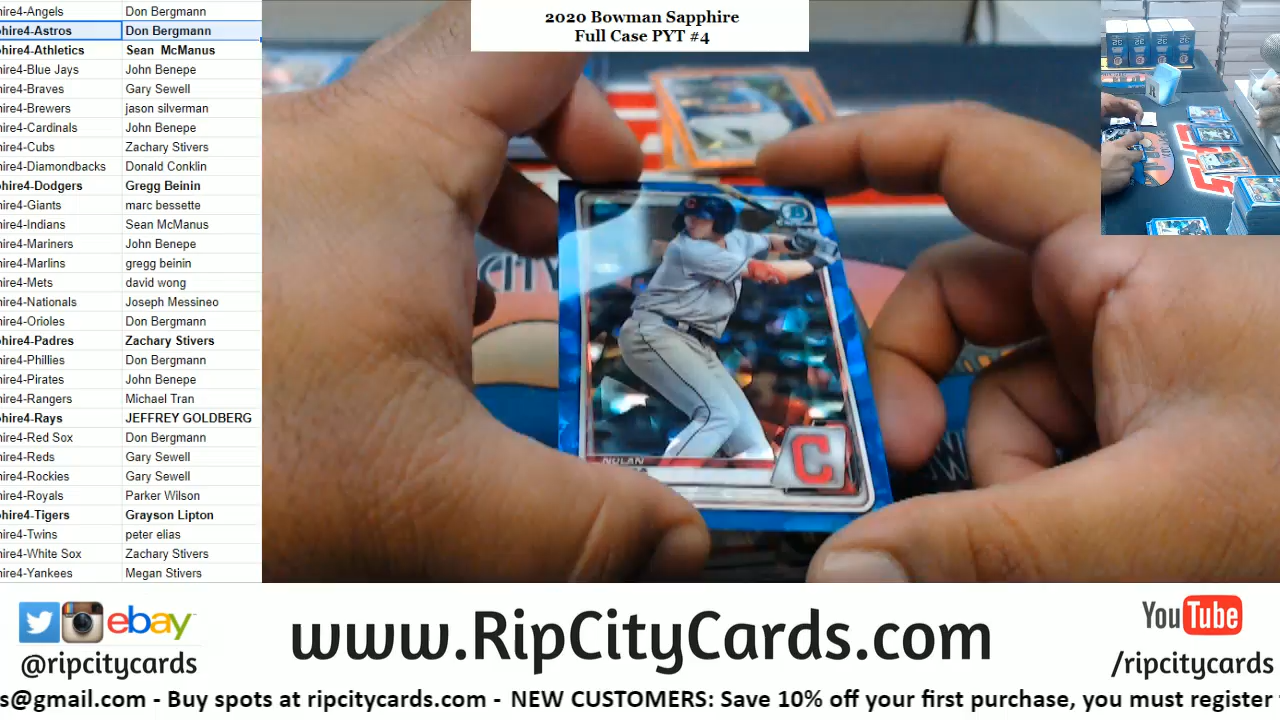 hire4-Angels Don Bergmann
hire4-Astros Don Bergmann
hire4-Athletics Sean McManus
hire4-Blue Jays John Benepe
hire4-Braves Gary Sewell
hire4-Brewers jason silverman
hire4-Cardinals John Benepe
hire4-Cubs Zachary Stivers
hire4-Diamondbacks Donald Conklin
hire4-Dodgers Gregg Beinin
hire4-Giants marc bessette
hire4-Indians Sean McManus
hire4-Mariners John Benepe
hire4-Marlins gregg beinin
hire4-Mets david wong
hire4-Nationals Joseph Messineo
hire4-Orioles Don Bergmann
hire4-Padres Zachary Stivers
hire4-Phillies Don Bergmann
hire4-Pirates John Benepe
hire4-Rangers Michael Tran
hire4-Rays JEFFREY GOLDBERG
hire4-Red Sox Don Bergmann
hire4-Reds Gary Sewell
hire4-Rockies Gary Sewell
hire4-Royals Parker Wilson
hire4-Tigers Grayson Lipton
hire4-Twins peter elias
hire4-White Sox Zachary Stivers
hire4-Yankees Megan Stivers
2020 Bowman Sapphire
Full Case PYT #4
B
C
NOLAN
C
ebay
@ripcitycards
www.RipCityCards.com
YouTube
/ripcitycards
s@gmail.com - Buy spots at ripcitycards.com - NEW CUSTOMERS: Save 10% off your first purchase, you must register